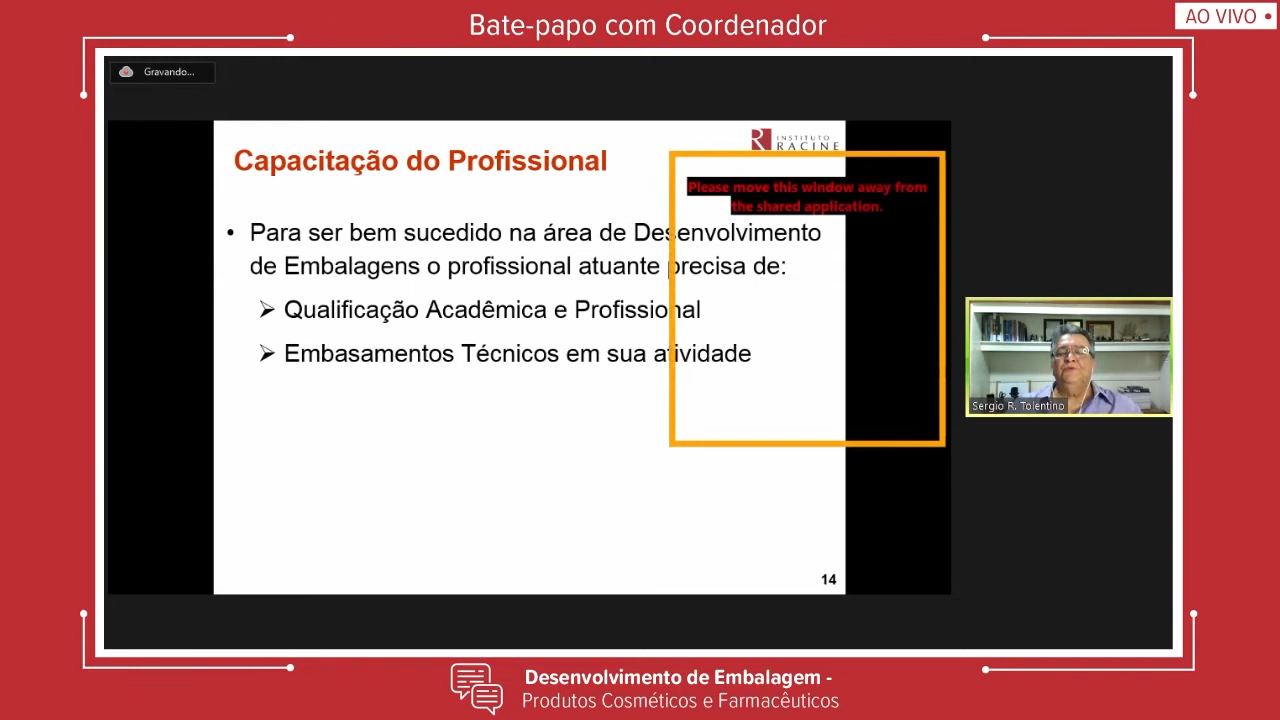 Bate-papo com Coordenador
AO VIVO
Gravando...
INSTITUTO
RACINE
Capacitação do Profissional
Please move this window away from
the shared application.
• Para ser bem sucedido na área de Desenvolvimento
de Embalagens o profissional atuante precisa de:
➢ Qualificação Acadêmica e Profissional
➢ Embasamentos Técnicos em sua atividade
Sergio R. Tolentino
14
Desenvolvimento de Embalagem -
Produtos Cosméticos e Farmacêuticos